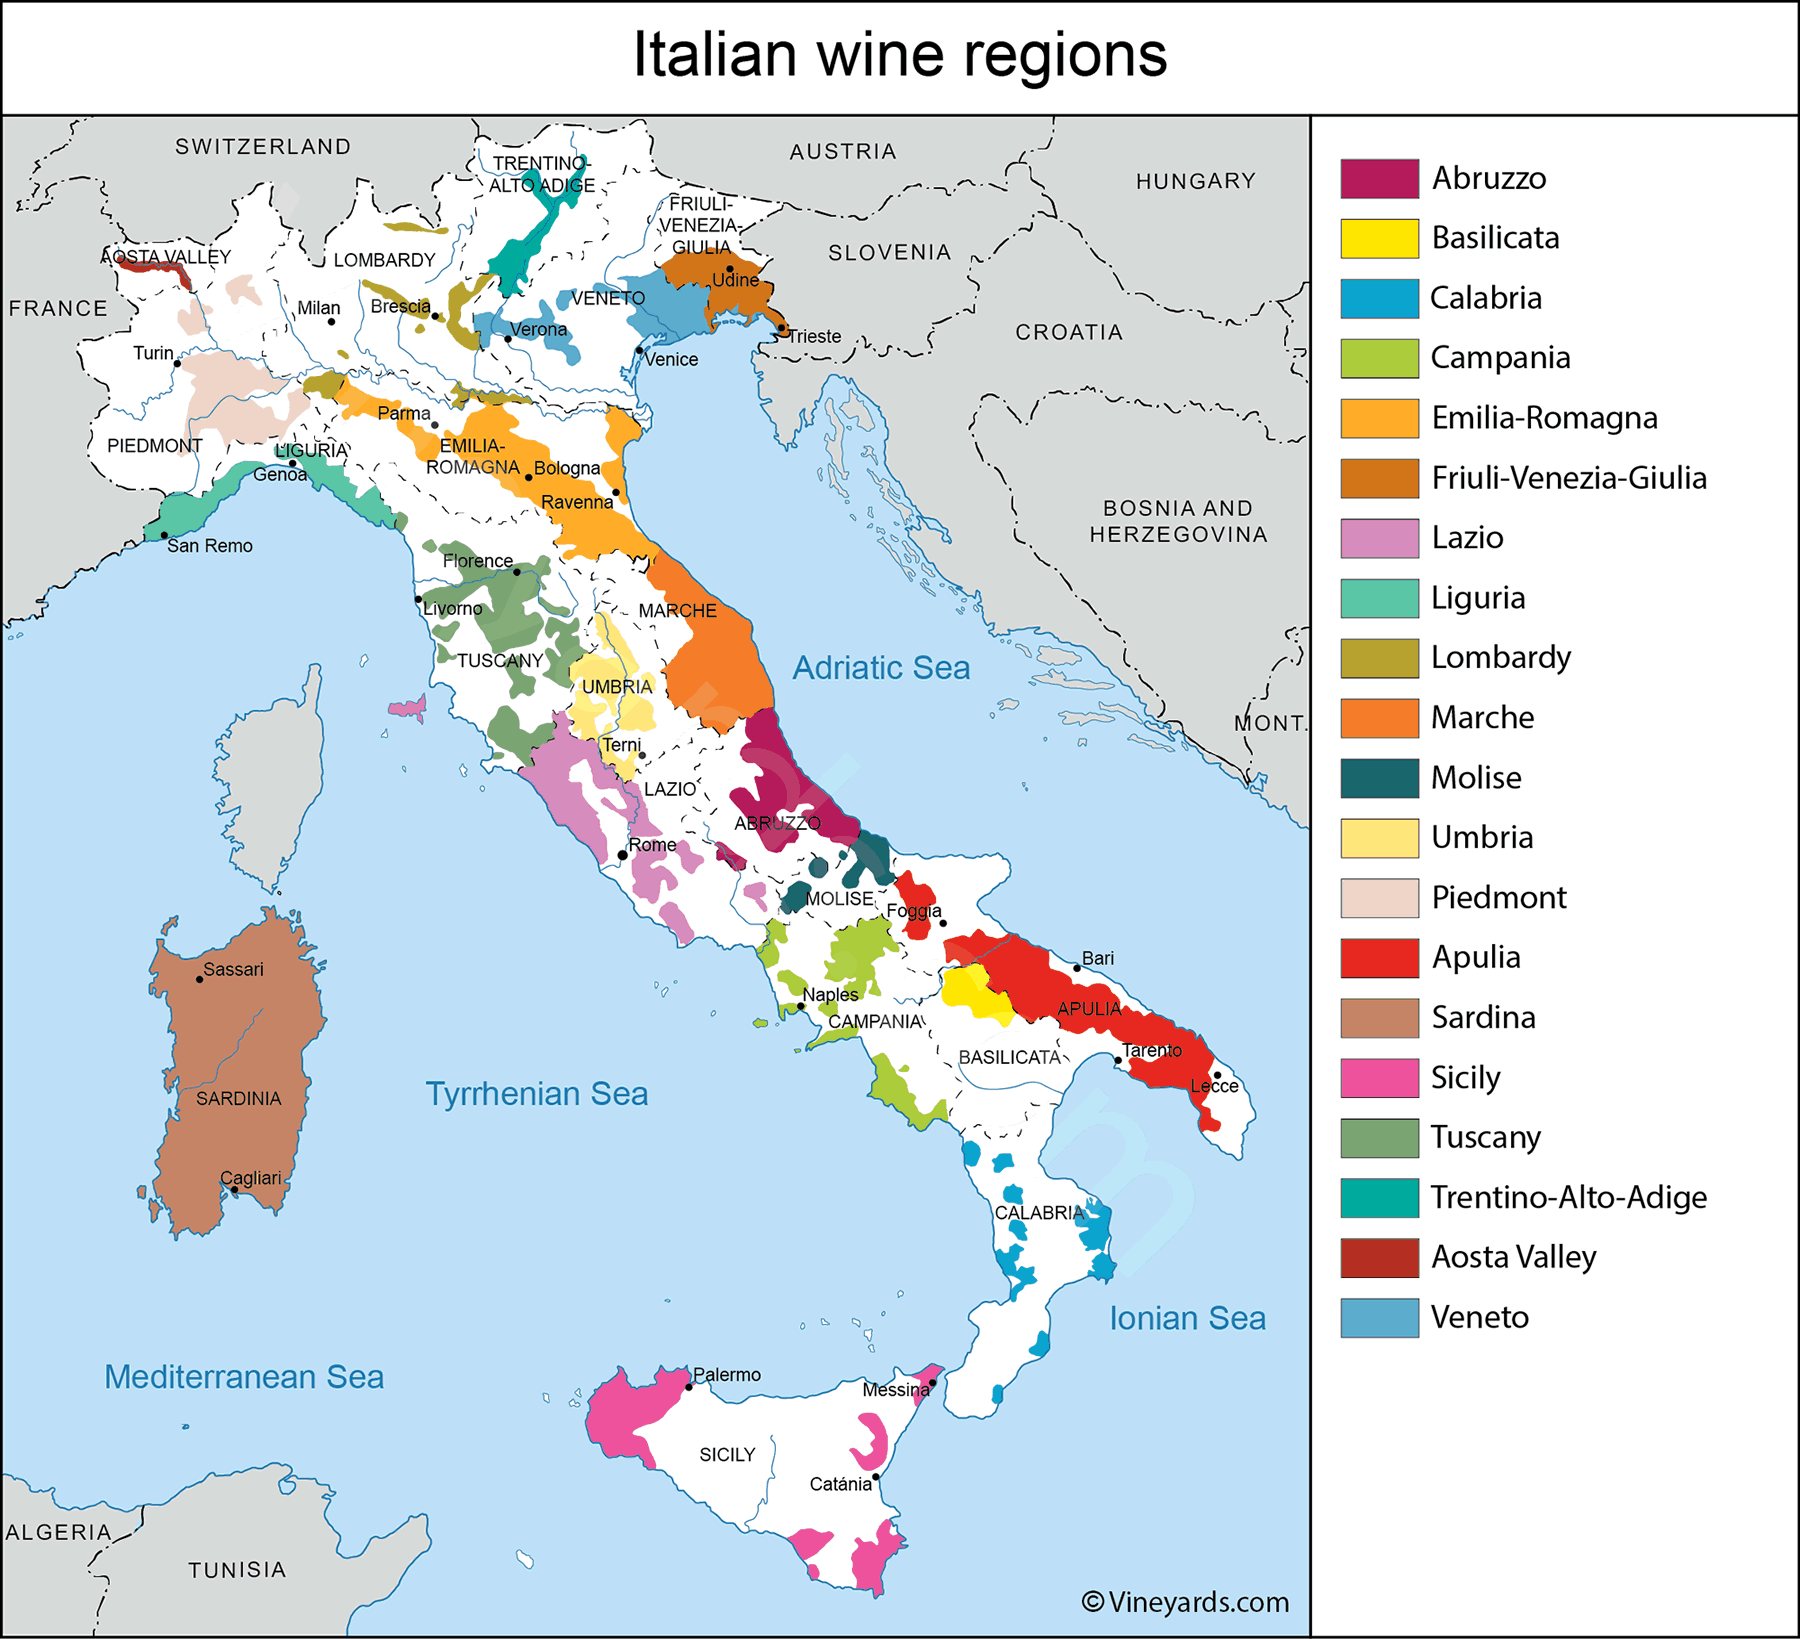 Italian wine regions
SWITZERLAND
AUSTRIA
HUNGARY
TRENTINO-
ALTO ADIGE
FRIULI-
VENEZIA-
GIULIA
SLOVENIA
AOSTA VALLEY
LOMBARDY
Udine
FRANCE
Milan
Brescia
VENETO
Verona
Trieste
CROATIA
Turin
Venice
Parma
PIEDMONT
LIGURIA
Genoa
EMILIA-
ROMAGNA
Bologna
Ravenna
San Remo
BOSNIA AND
HERZEGOVINA
Florence
Livorno
MARCHE
TUSCANY
UMBRIA
Adriatic Sea
MONT.
Terni
LAZIO
ABRUZZO
Rome
MOLISE
Foggia
Bari
Sassari
Naples
CAMPANIA
APULIA
BASILICATA
Tarento
Lecce
SARDINIA
Tyrrhenian Sea
Cagliari
CALABRIA
Ionian Sea
Mediterranean Sea
Palermo
Messina
SICILY
Catánia
ALGERIA
TUNISIA
©Vineyards.com
Abruzzo
Basilicata
Calabria
Campania
Emilia-Romagna
Friuli-Venezia-Giulia
Lazio
Liguria
Lombardy
Marche
Molise
Umbria
Piedmont
Apulia
Sardina
Sicily
Tuscany
Trentino-Alto-Adige
Aosta Valley
Veneto